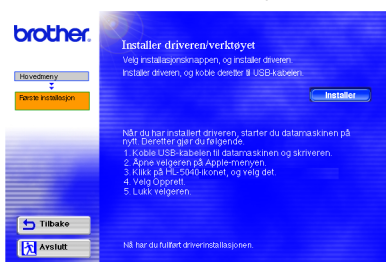 brother.
Hovedmeny
Første installasjon
Tilbake
Avslutt
Installer driveren/verktøyet
Velg installasjonsknappen, og installer driveren.
Installer driveren, og koble deretter til USB-kabelen.
Installer
Når du har installert driveren, starter du datamaskinen på
nytt. Deretter gjør du følgende.
1. Koble USB-kabelen til datamaskinen og skriveren.
2. Åpne velgeren på Apple-menyen.
3. Klikk på HL-5040-ikonet, og velg det.
4. Velg Opprett.
5. Lukk velgeren.
Nå har du fullført driverinstallasjonen.